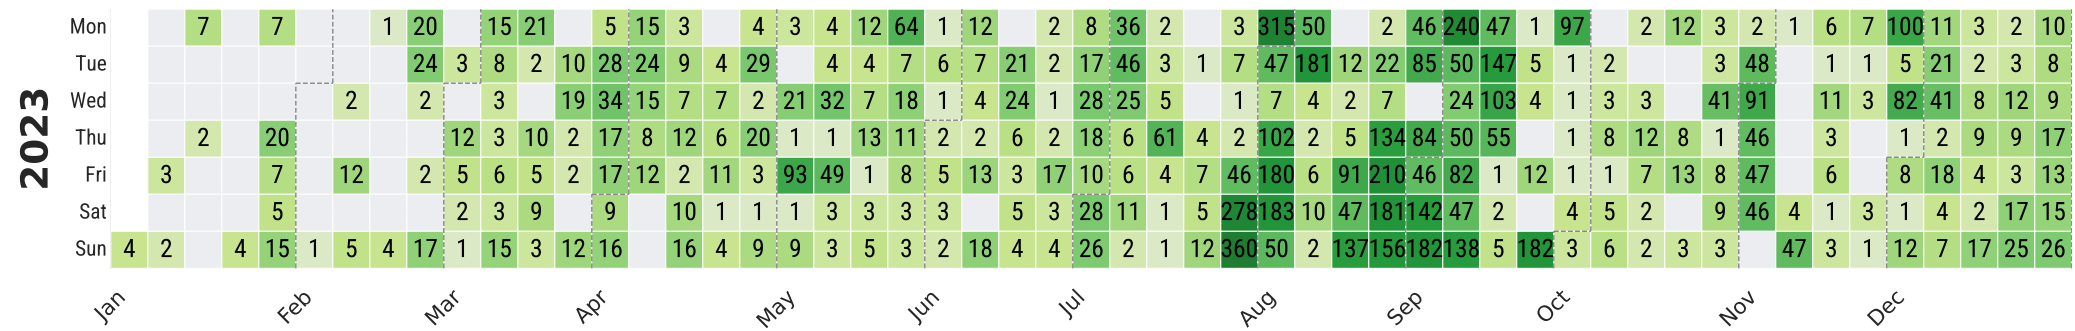 Mon 7 7 1 20 15 21 5 15 3 4 3 4 12 64 1 12 2 8 36 2 3 315 50 2 46 240 47 1 97 2 12 3 2 1 6 7 100 11 3 2 10
Tue 24 3 8 2 10 28 24 9 4 29 4 4 7 6 7 21 2 17 46 3 1 7 47 181 12 22 85 50 147 5 1 2 3 48 1 1 5 21 2 3 8
Wed 2 2 3 19 34 15 7 7 2 21 32 7 18 1 4 24 1 28 25 5 1 7 4 2 7 24 103 4 1 3 3 41 91 11 3 82 41 8 12 9
Thu 2 20 12 3 10 2 17 8 12 6 20 1 1 13 11 2 2 6 2 18 6 61 4 2 102 2 5 134 84 50 55 1 8 12 8 1 46 3 1 2 9 9 17
Fri 3 7 12 2 5 6 5 2 17 12 2 11 3 93 49 1 8 5 13 3 17 10 6 4 7 46 180 6 91 210 46 82 1 12 1 1 7 13 8 47 6 8 18 4 3 13
Sat 5 2 3 9 9 10 1 1 1 3 3 3 3 5 3 28 11 1 5 278 183 10 47 181 142 47 2 4 5 2 9 46 4 1 3 1 4 2 17 15
Sun 4 2 4 15 1 5 4 17 1 15 3 12 16 16 4 9 9 3 5 3 2 18 4 4 26 2 1 12 360 50 2 137 156 182 138 5 182 3 6 2 3 3 47 3 1 12 7 17 25 26
2023
Jan Feb Mar Apr May Jun Jul Aug Sep Oct Nov Dec